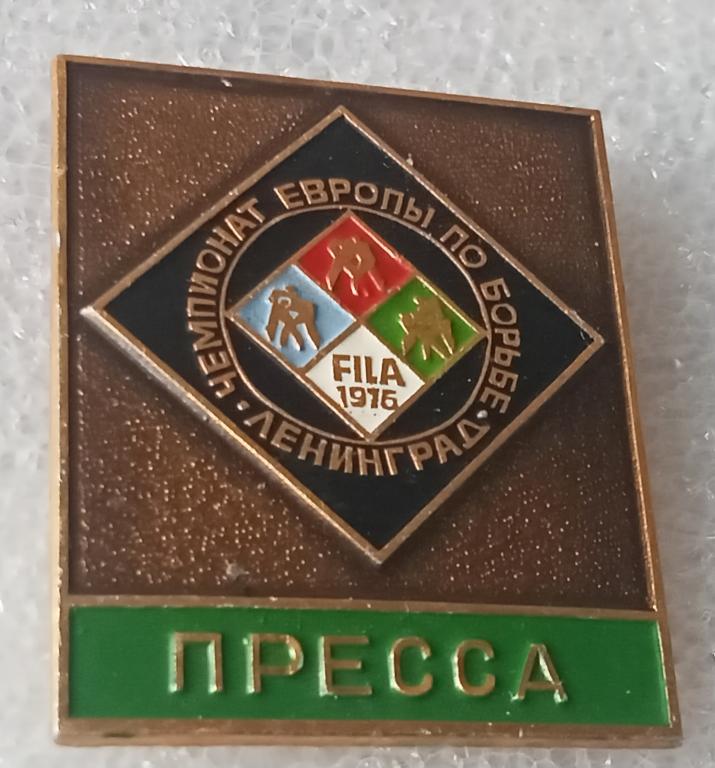 ЧЕМПИОНАТ ЕВРОПЫ ПО БОРЬБЕ
FILA
1976
• ЛЕНИНГРАД •
ПРЕССА